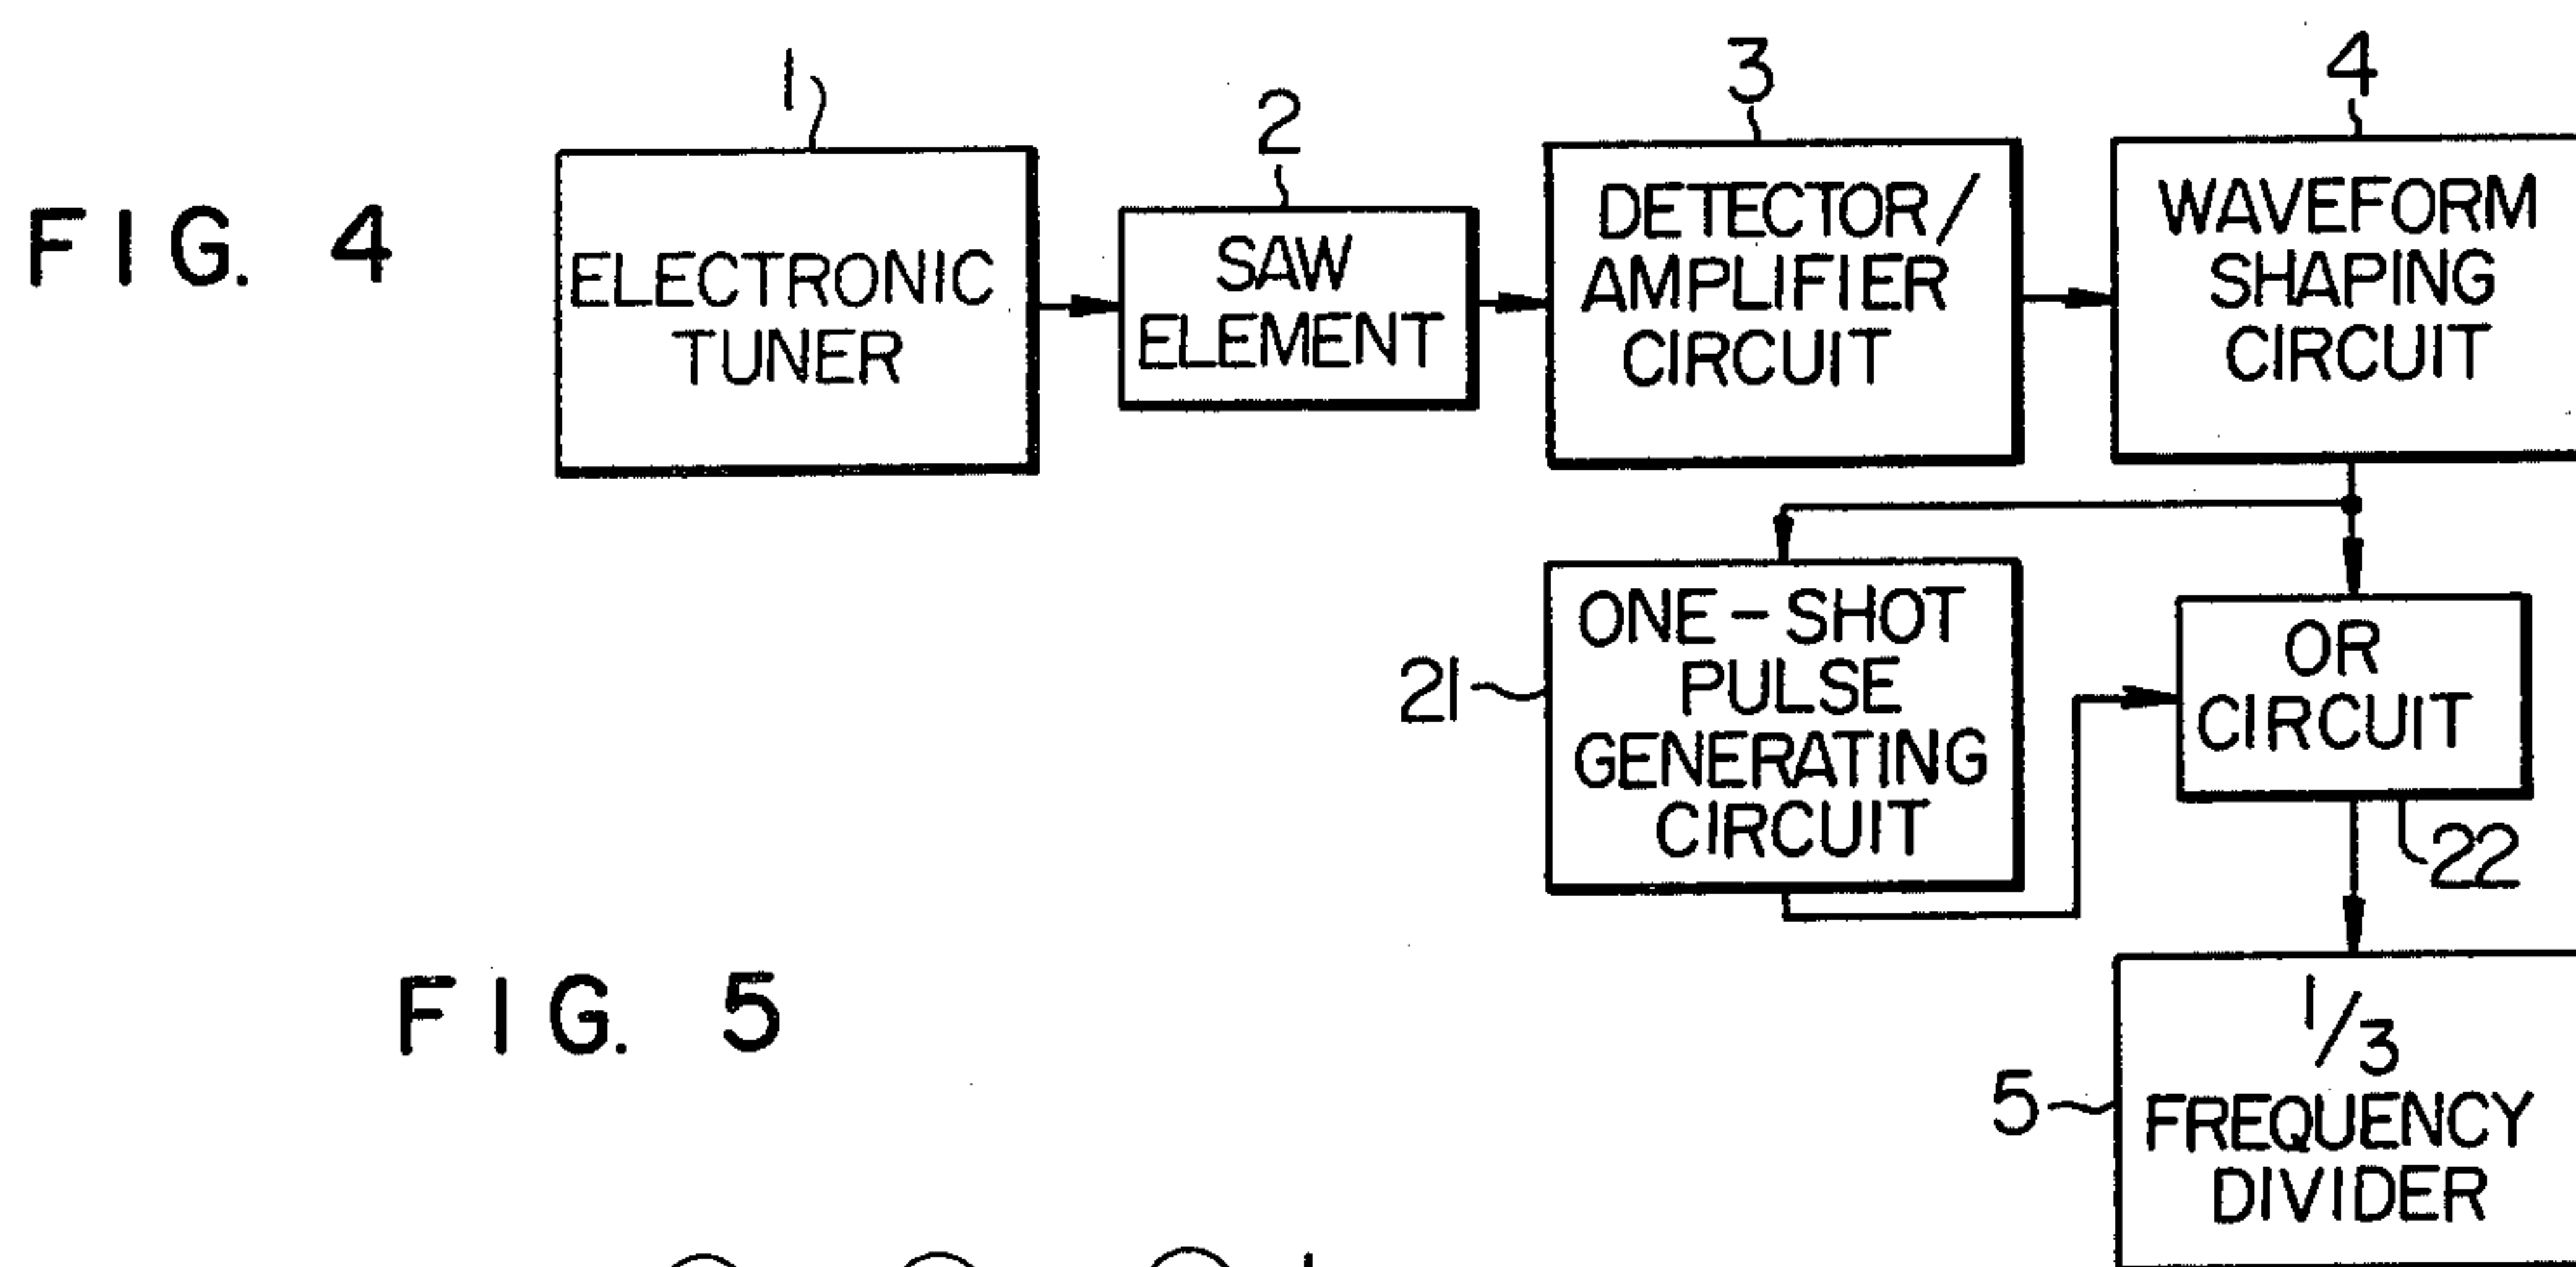 FIG. 4
1
ELECTRONIC
TUNER
2
SAW
ELEMENT
3
DETECTOR/
AMPLIFIER
CIRCUIT
4
WAVEFORM
SHAPING
CIRCUIT
21
ONE-SHOT
PULSE
GENERATING
CIRCUIT
OR
CIRCUIT
22
5
1/3
FREQUENCY
DIVIDER
FIG. 5